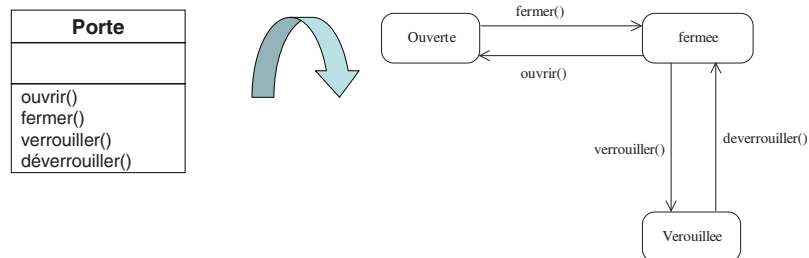 Porte
ouvrir()
fermer()
verrouiller()
déverrouiller()
fermer()
Ouverte
fermee
ouvrir()
verrouiller()
deverrouiller()
Verouillee